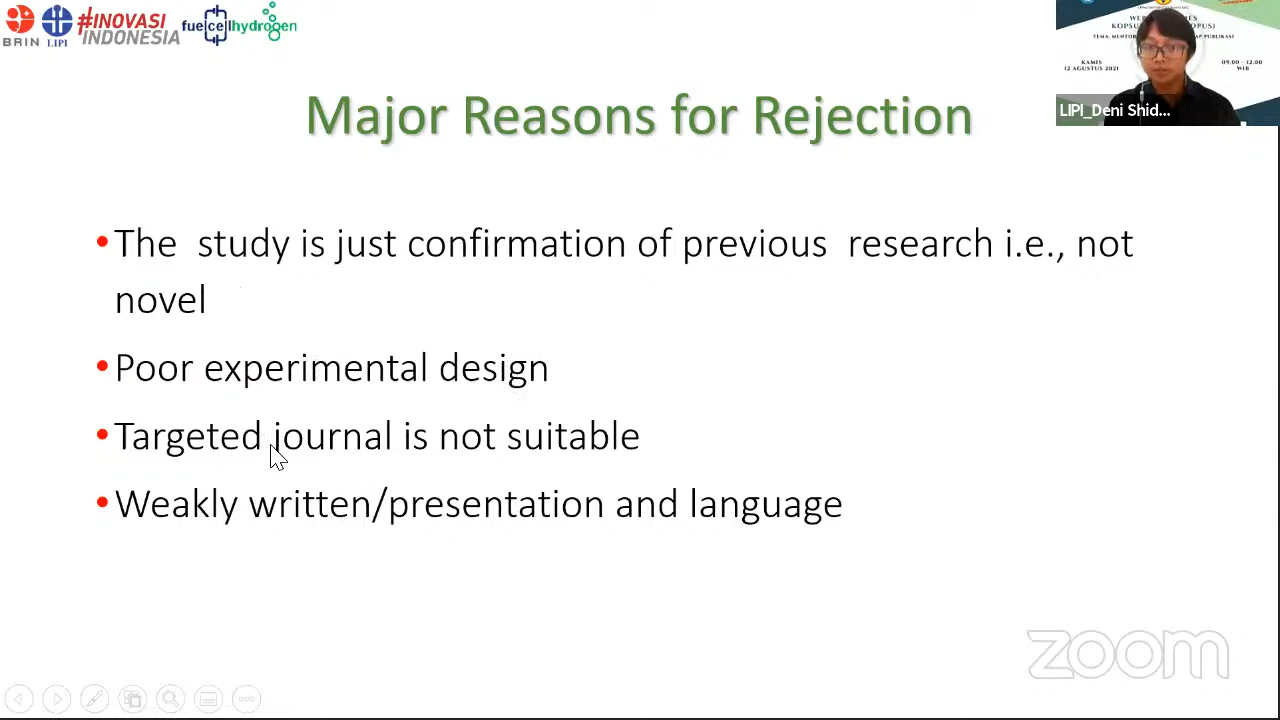 BRIN LIPI #INOVASI INDONESIA fuelcellhydrogen
KAMIS
12 AGUSTUS 2021
09.00 - 12.00
WIB
LIPI_Deni Shid...
Major Reasons for Rejection
•The study is just confirmation of previous research i.e., not
novel
•Poor experimental design
•Targeted journal is not suitable
•Weakly written/presentation and language
zoom